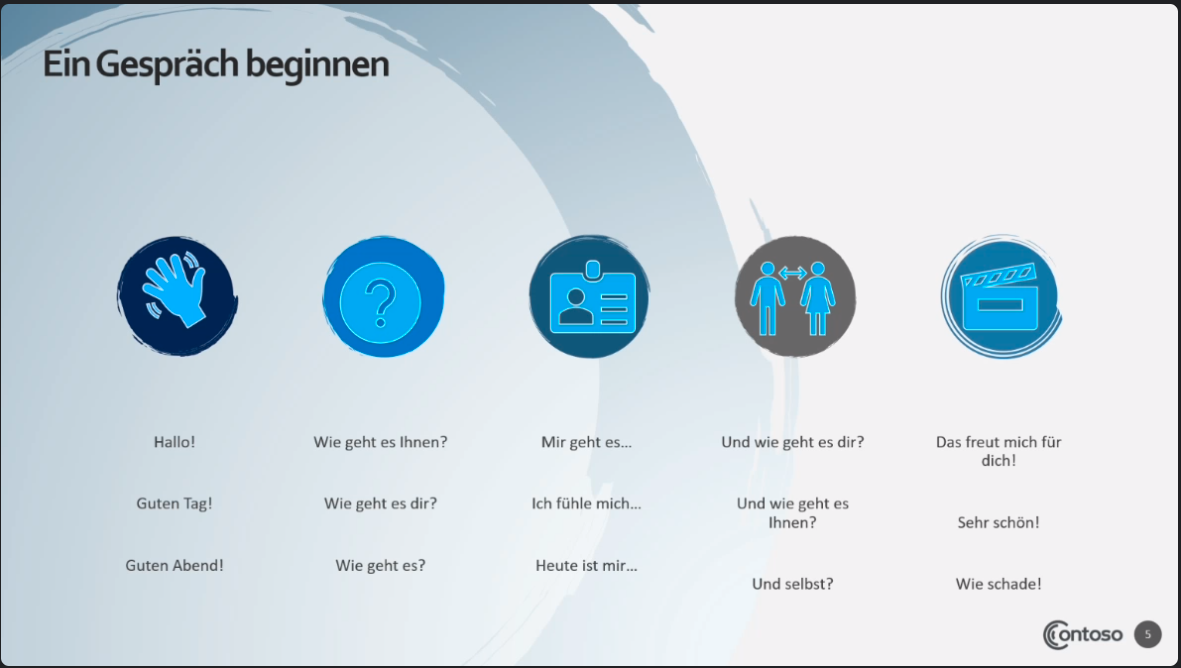 Ein Gespräch beginnen
Hallo!
Guten Tag!
Guten Abend!
Wie geht es Ihnen?
Wie geht es dir?
Wie geht es?
Mir geht es...
Ich fühle mich...
Heute ist mir...
Und wie geht es dir?
Und wie geht es
Ihnen?
Und selbst?
Das freut mich für
dich!
Sehr schön!
Wie schade!
Contoso
5